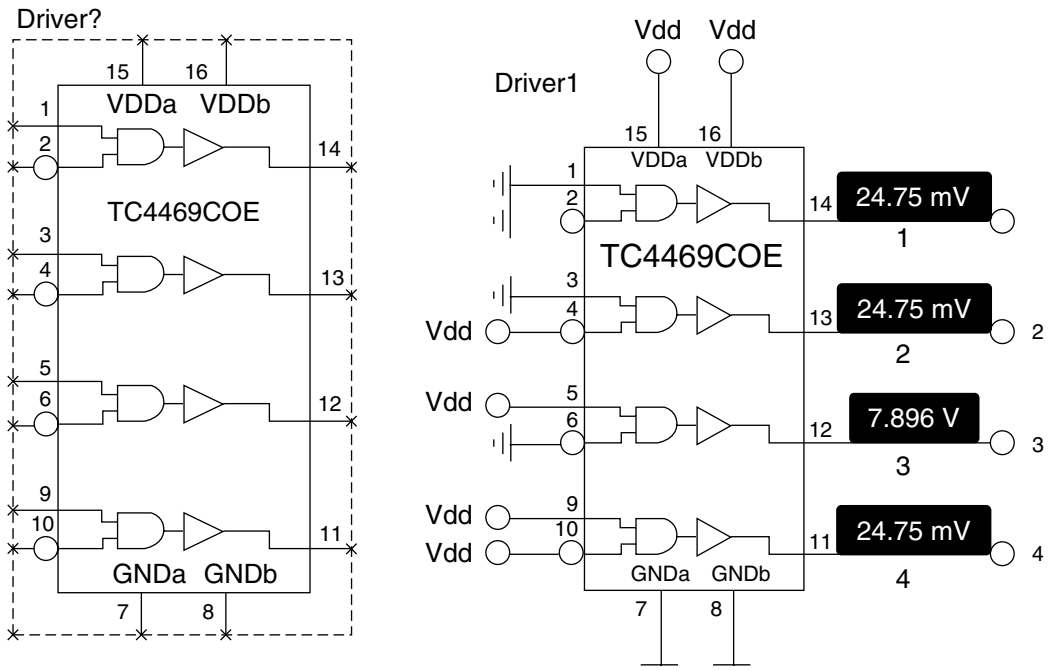 Driver?
15 16
VDDa VDDb
1
2
14
TC4469COE
3
4
13
5
6
12
9
10
11
GNDa GNDb
7 8
Vdd Vdd
Driver1
15 16
VDDa VDDb
1
2
14 24.75 mV
1
TC4469COE
3
4
Vdd
13 24.75 mV
2
2
Vdd
5
6
12 7.896 V
3
3
Vdd 9
Vdd 10
11 24.75 mV
4
4
GNDa GNDb
7 8